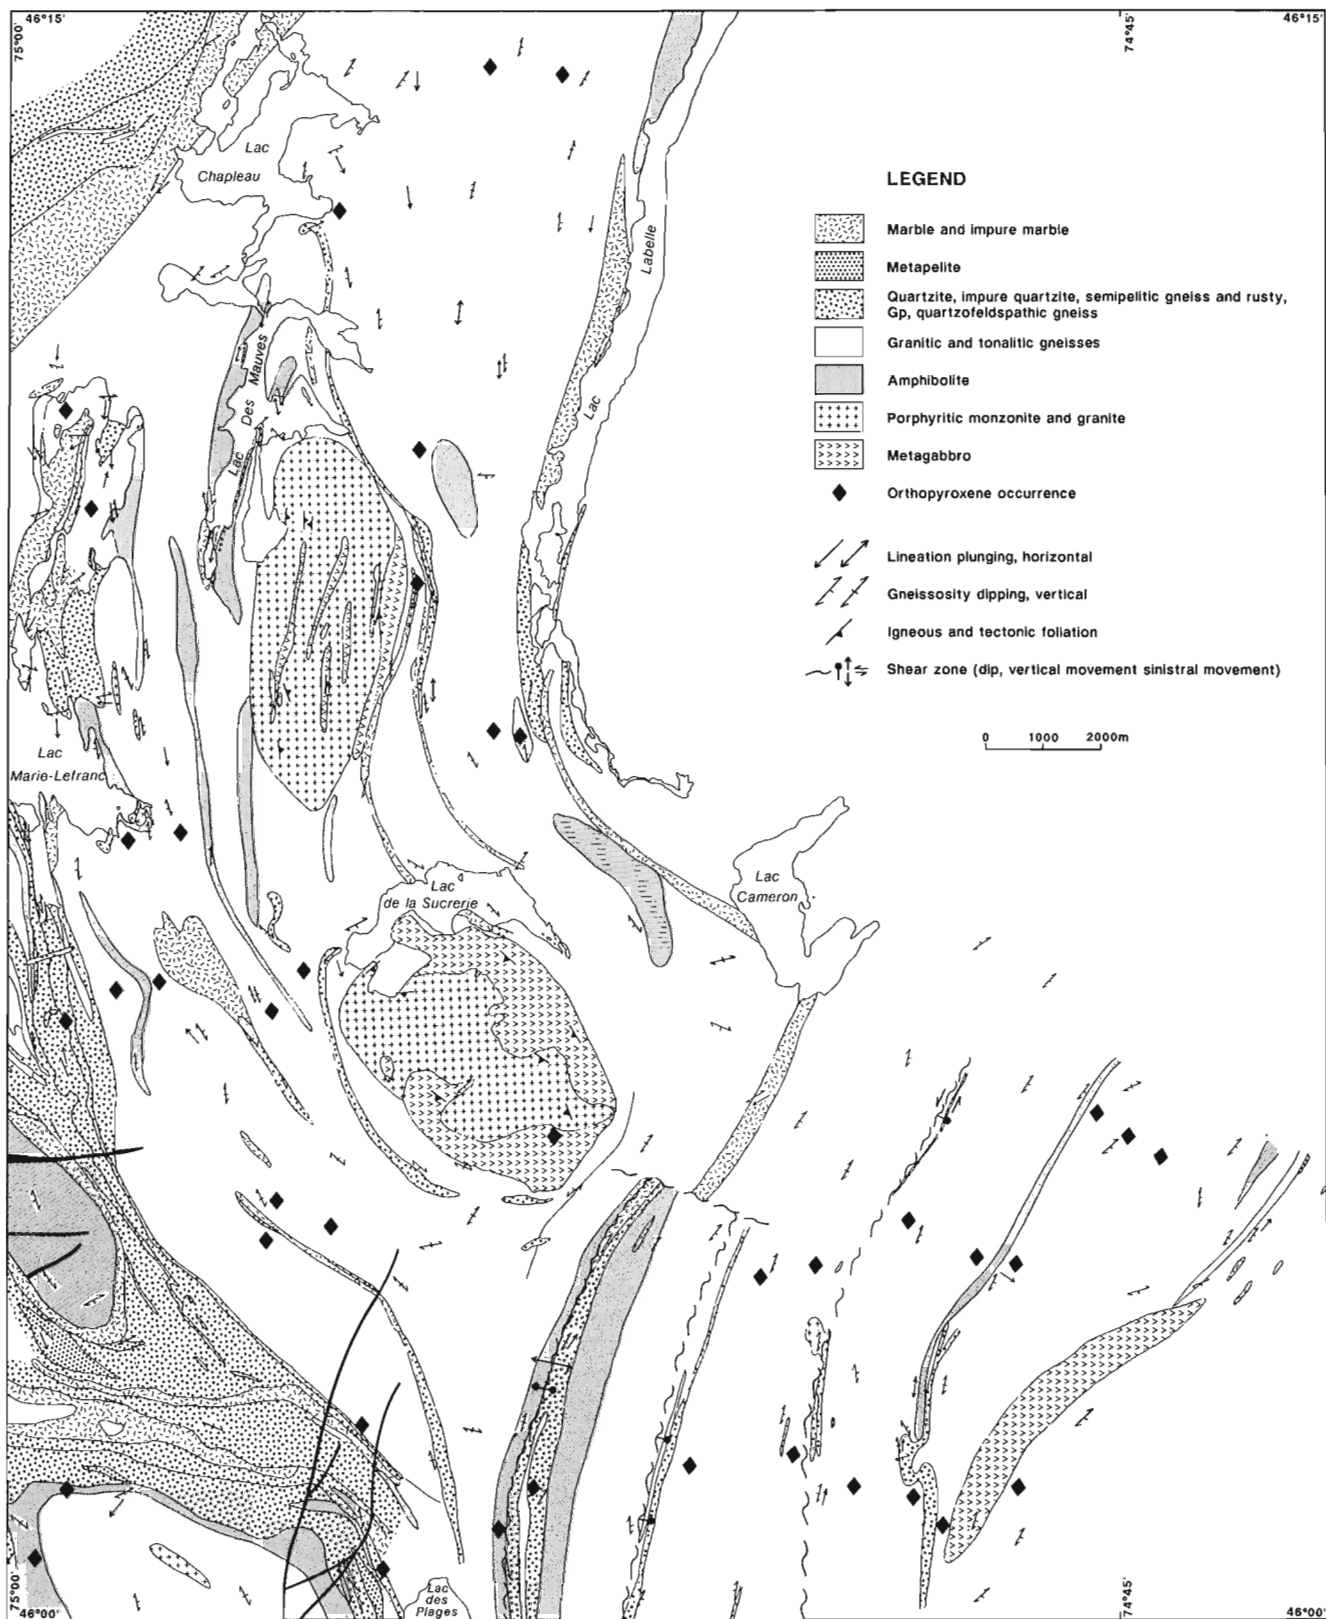 46°15'
75°00'
74°45'
46°15'
Lac
Chapleau
LEGEND
Marble and impure marble
Metapelite
Quartzite, impure quartzite, semipelitic gneiss and rusty,
Gp, quartzofeldspathic gneiss
Granitic and tonalitic gneisses
Amphibolite
Porphyritic monzonite and granite
Metagabbro
Orthopyroxene occurrence
Lineation plunging, horizontal
Gneissosity dipping, vertical
Igneous and tectonic foliation
Shear zone (dip, vertical movement sinistral movement)
0 1000 2000m
Lac Labelle
Lac Des Mauves
Lac
Marie-Lefranc
Lac
de la Sucrerie
Lac
Cameron
Lac
des
Plages
75°00'
46°00'
74°45'
46°00'